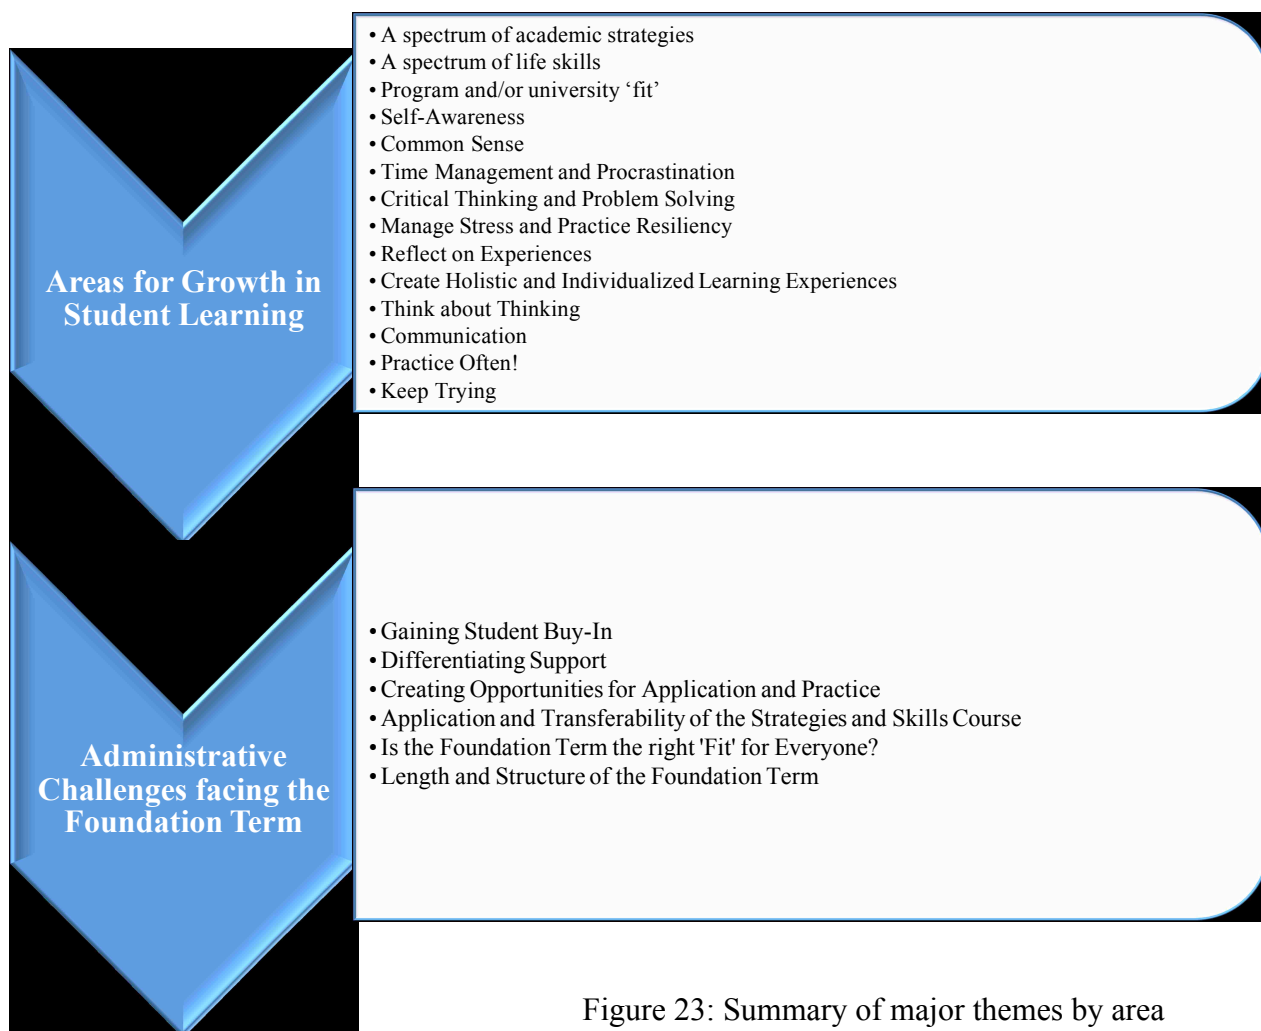 • A spectrum of academic strategies
• A spectrum of life skills
• Program and/or university ‘fit’
• Self-Awareness
• Common Sense
• Time Management and Procrastination
• Critical Thinking and Problem Solving
• Manage Stress and Practice Resiliency
• Reflect on Experiences
• Create Holistic and Individualized Learning Experiences
• Think about Thinking
• Communication
• Practice Often!
• Keep Trying
Areas for Growth in
Student Learning
• Gaining Student Buy-In
• Differentiating Support
• Creating Opportunities for Application and Practice
• Application and Transferability of the Strategies and Skills Course
• Is the Foundation Term the right 'Fit' for Everyone?
• Length and Structure of the Foundation Term
Administrative
Challenges facing the
Foundation Term
Figure 23: Summary of major themes by area